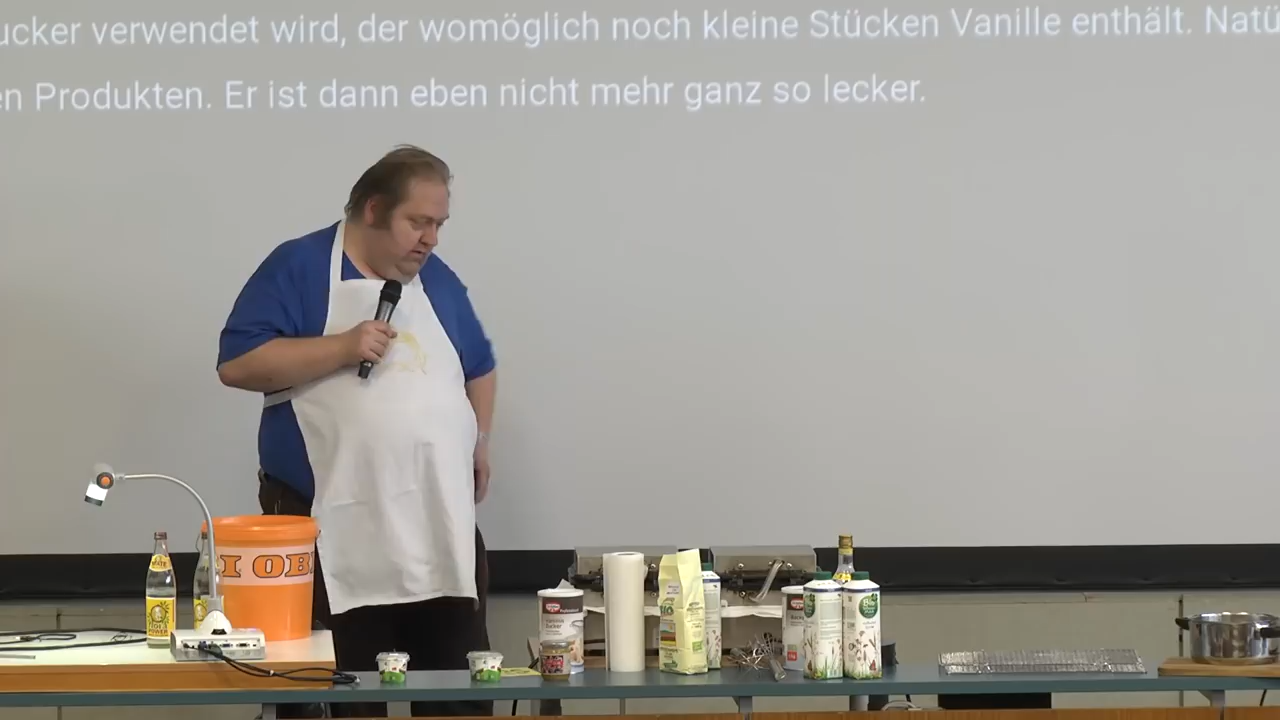 ucker verwendet wird, der womöglich noch kleine Stücken Vanille enthält. Natü
en Produkten. Er ist dann eben nicht mehr ganz so lecker.
I OB